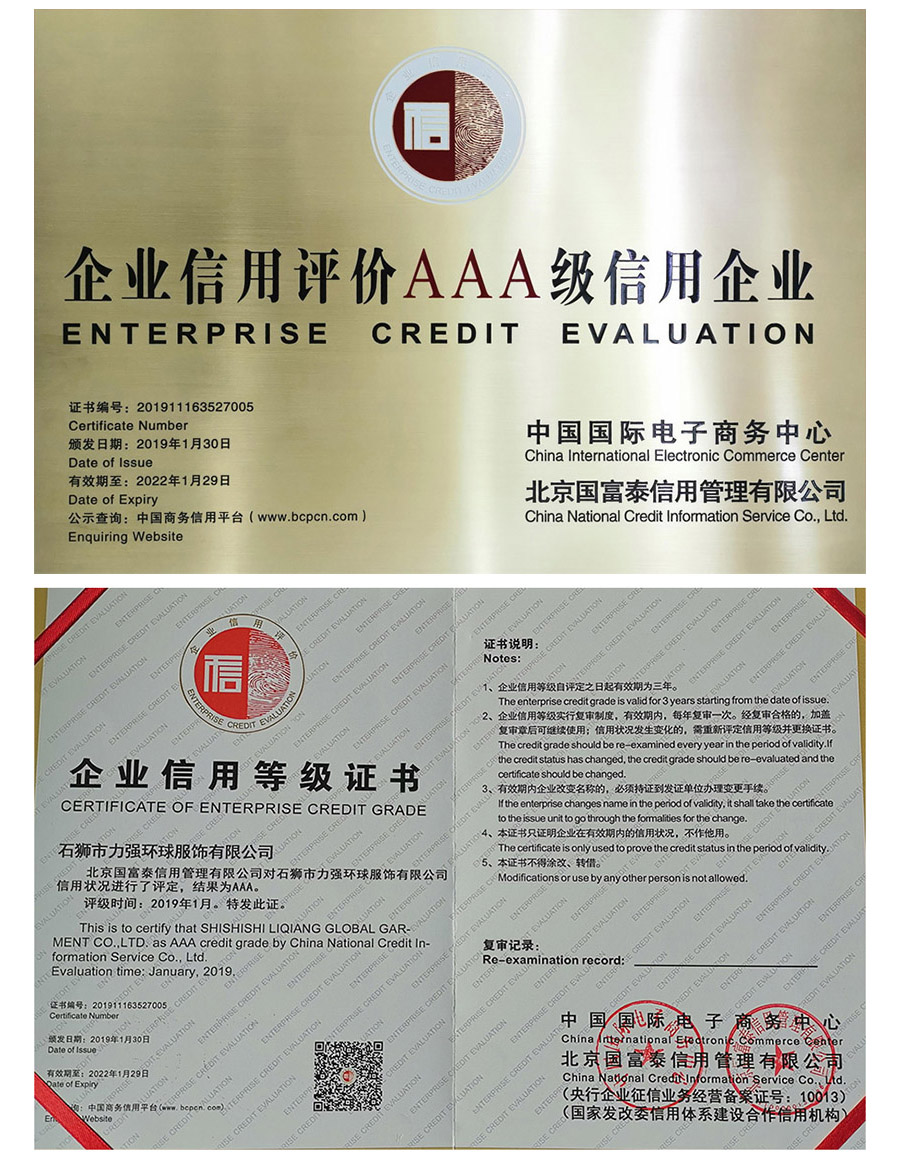 企业信用评价
信
ENTERPRISE CREDIT EVALUATION
企业信用评价AAA级信用企业
ENTERPRISE CREDIT EVALUATION
证书编号：201911163527005
Certificate Number
颁发日期：2019年1月30日
Date of Issue
有效期至：2022年1月29日
Date of Expiry
公示查询：中国商务信用平台（www.bcpcn.com）
Enquiring Website
中国国际电子商务中心
China International Electronic Commerce Center
北京国富泰信用管理有限公司
China National Credit Information Service Co., Ltd.
企业信用评价
信
ENTERPRISE CREDIT EVALUATION
企业信用等级证书
CERTIFICATE OF ENTERPRISE CREDIT GRADE
石狮市力强环球服饰有限公司
北京国富泰信用管理有限公司对石狮市力强环球服饰有限公司
信用状况进行了评定，结果为AAA。
评级时间：2019年1月。特发此证。
This is to certify that SHISHISHI LIQIANG GLOBAL GAR-
MENT CO.,LTD. as AAA credit grade by China National Credit In-
formation Service Co., Ltd.
Evaluation time: January, 2019.
证书编号：201911163527005
Certificate Number
颁发日期：2019年1月30日
Date of Issue
有效期至：2022年1月29日
Date of Expiry
询：中国商务信用平台(www.bcpcn.com)
Website
证书说明：
Notes:
1、企业信用等级自评定之日起有效期为三年。
The enterprise credit grade is valid for 3 years starting from the date of issue.
2、企业信用等级实行复审制度，有效期内，每年复审一次。经复审合格的，加盖
复审章后可继续使用；信用状况发生变化的，需重新评定信用等级并更换证书。
The credit grade should be re-examined every year in the period of validity.If
the credit status has changed, the credit grade should be re-evaluated and the
certificate should be changed.
3、有效期内企业改变名称的，必须持证到发证单位办理变更手续。
If the enterprise changes name in the period of validity, it shall take the certificate
to the issue unit to go through the formalities for the change.
4、本证书只证明企业在有效期内的信用状况，不作他用。
The certificate is only used to prove the credit status in the period of validity.
5、本证书不得涂改、转借。
Modifications or use by any other person is not allowed.
复审记录：
Re-examination record:
中国国际电子商务中心
China International Electronic Commerce Center
北京国富泰信用管理有限公司
China National Credit Information Service Co., Ltd.
（央行企业征信业务经营备案证号：10013）
（国家发改委信用体系建设合作信用机构）